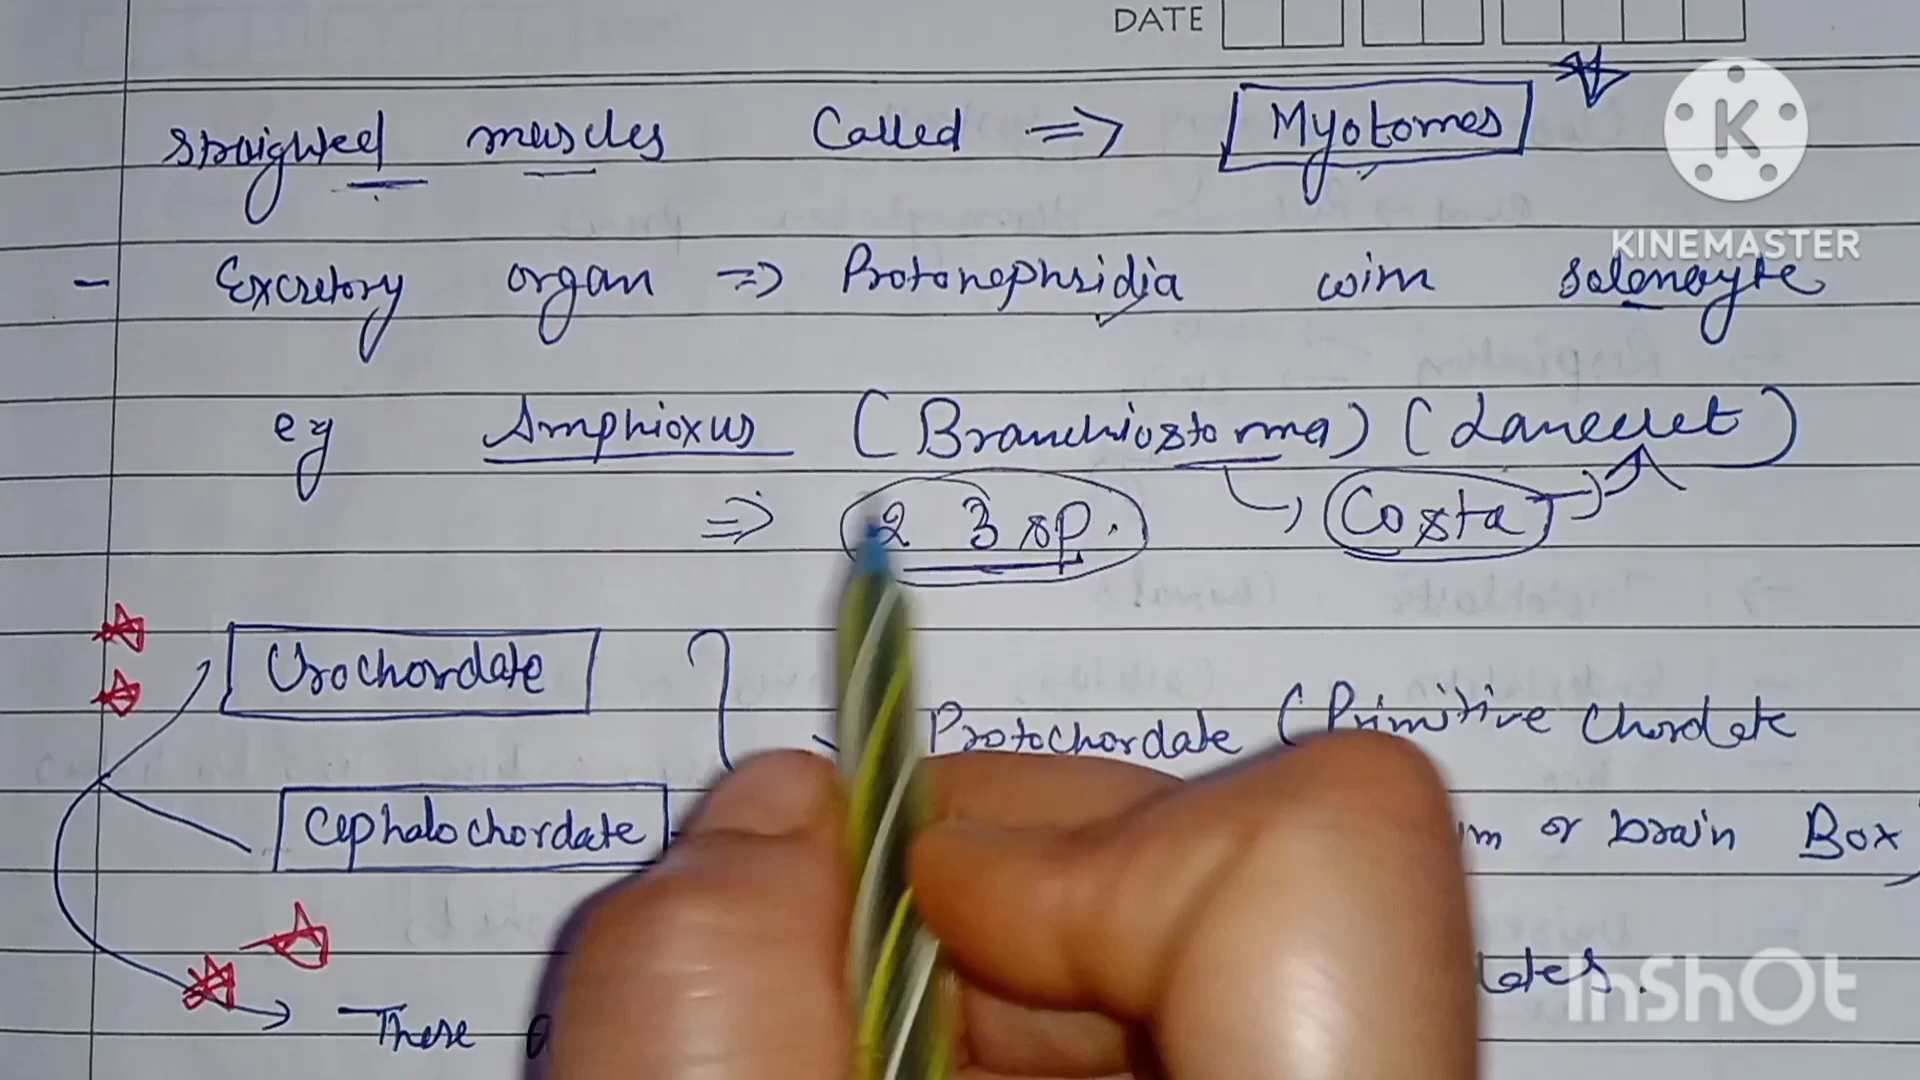 DATE
straighted muscles Called => Myotomes
KINEMASTER
- Excretory organ => Protonephridia with solenocyte
eg Amphioxus (Branchiostoma) (Lancelet)
=> 2 3 sp. Costa
Urochordate
Protochordate (Primitive Chordate
Cephalochordate
or brain Box)
These
InShOt